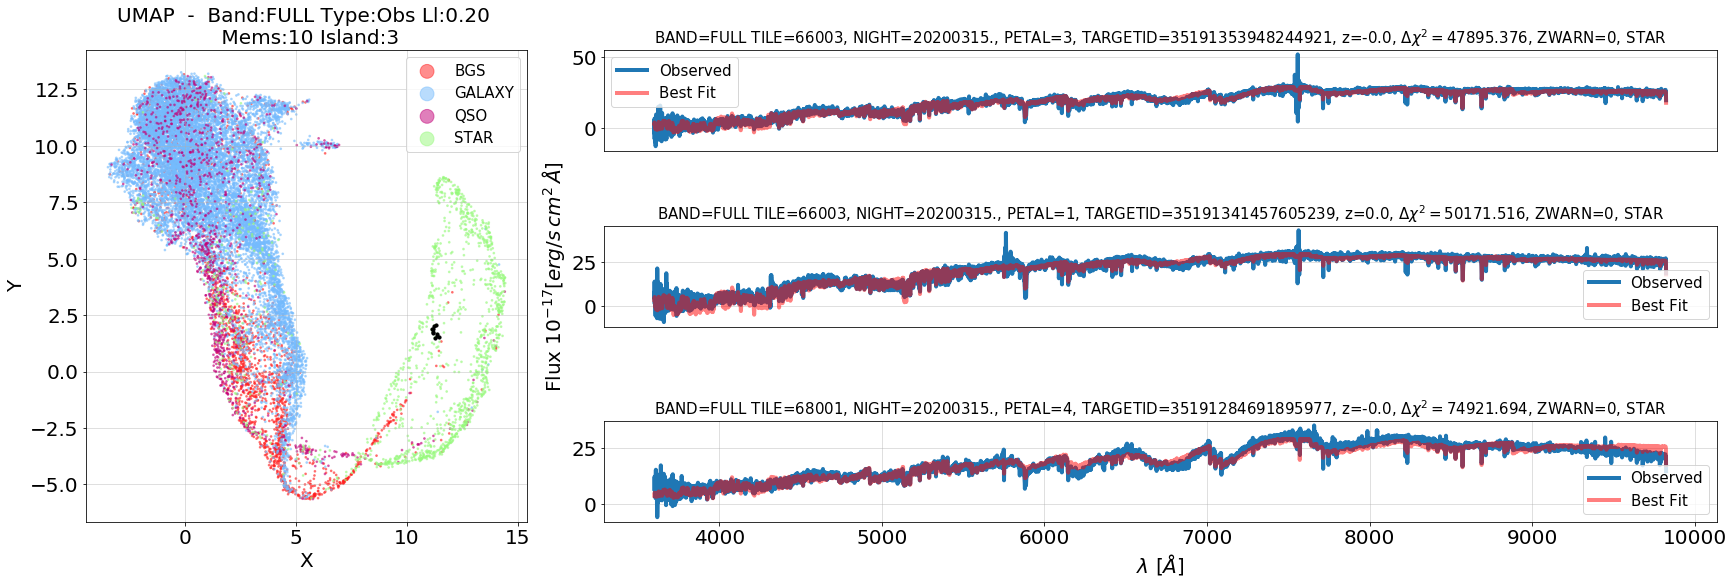 UMAP - Band:FULL Type:Obs Ll:0.20
Mems:10 Island:3
BGS
GALAXY
QSO
STAR
12.5
10.0
7.5
5.0
2.5
0.0
−2.5
−5.0
Y
0
5
10
15
X
BAND=FULL TILE=66003, NIGHT=20200315., PETAL=3, TARGETID=35191353948244921, z=-0.0, Δχ² = 47895.376, ZWARN=0, STAR
50
0
Observed
Best Fit
BAND=FULL TILE=66003, NIGHT=20200315., PETAL=1, TARGETID=35191341457605239, z=0.0, Δχ² = 50171.516, ZWARN=0, STAR
25
0
Observed
Best Fit
Flux 10⁻¹⁷[erg/s cm² Å]
BAND=FULL TILE=68001, NIGHT=20200315., PETAL=4, TARGETID=35191284691895977, z=-0.0, Δχ² = 74921.694, ZWARN=0, STAR
25
0
Observed
Best Fit
4000
5000
6000
7000
8000
9000
10000
λ [Å]